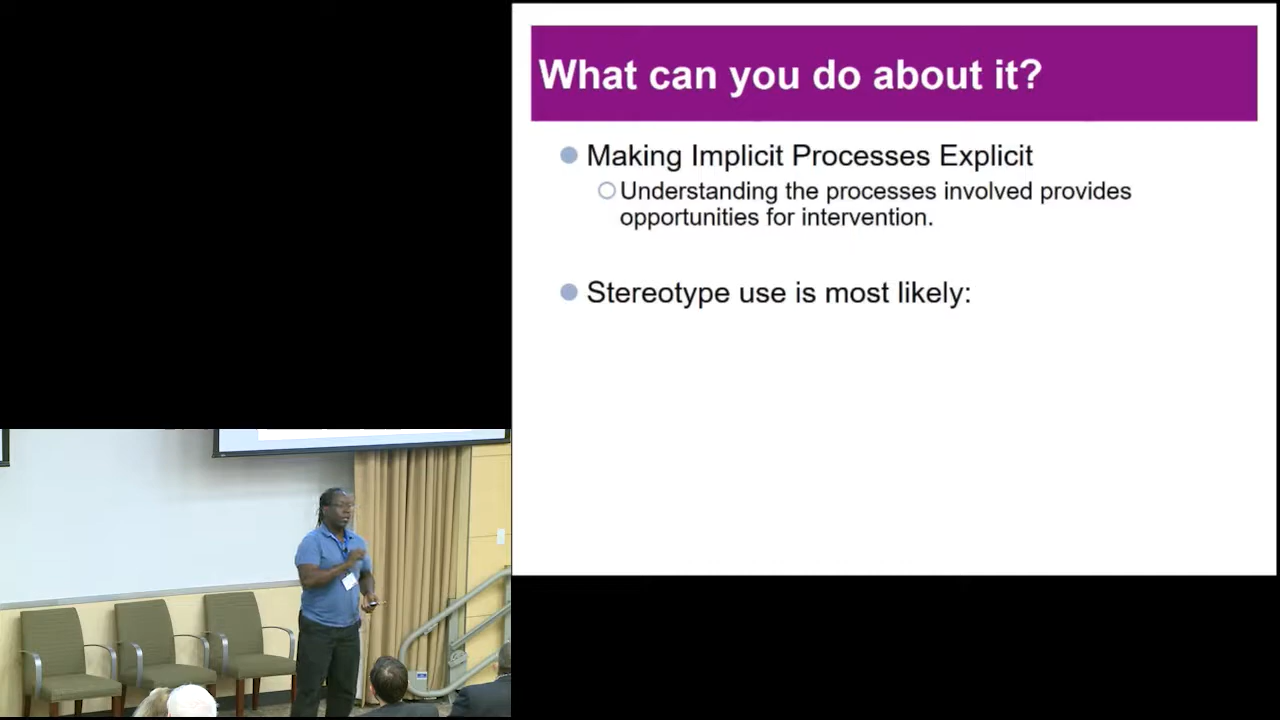 What can you do about it?
Making Implicit Processes Explicit
Understanding the processes involved provides
opportunities for intervention.
Stereotype use is most likely: